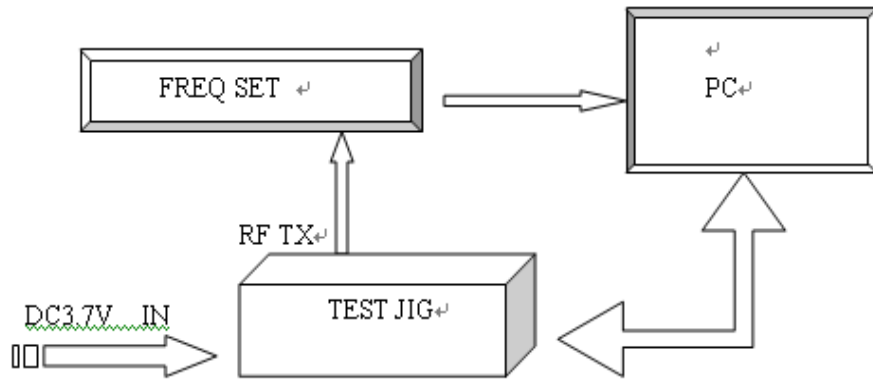 FREQ SET ↵
↵
PC↵
RF TX↵
TEST JIG↵
DC3.7V IN